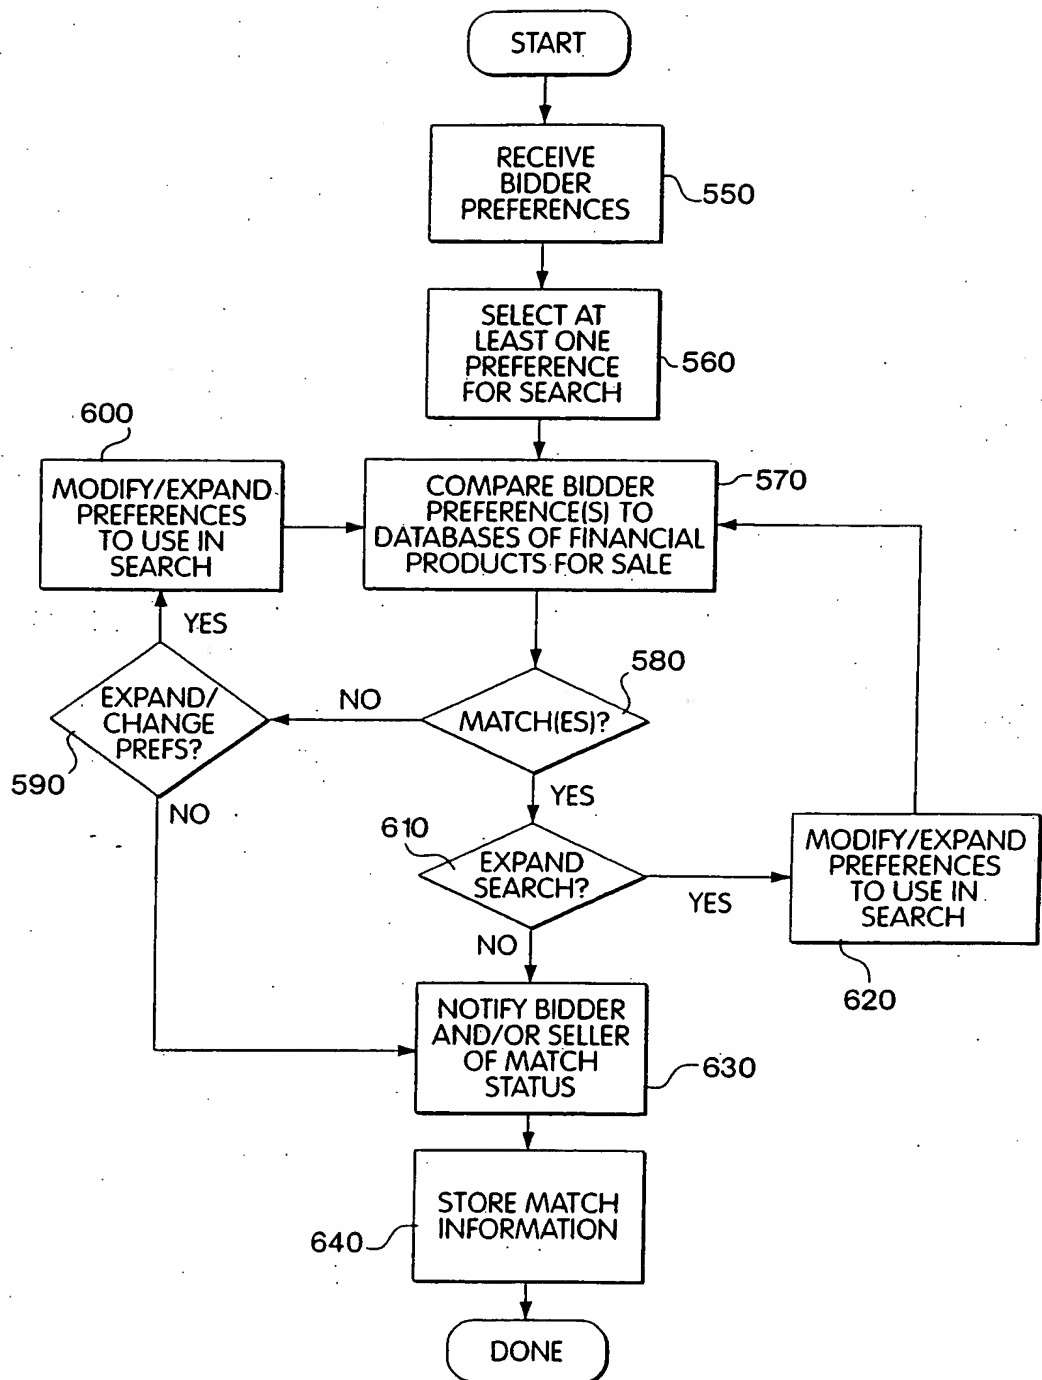 START
RECEIVE
BIDDER
PREFERENCES
550
SELECT AT
LEAST ONE
PREFERENCE
FOR SEARCH
560
600
MODIFY/EXPAND
PREFERENCES
TO USE IN
SEARCH
COMPARE BIDDER
PREFERENCE(S) TO
DATABASES OF FINANCIAL
PRODUCTS FOR SALE
570
YES
EXPAND/
CHANGE
PREFS?
590
NO
NO
MATCH(ES)?
580
YES
610
EXPAND
SEARCH?
YES
NO
MODIFY/EXPAND
PREFERENCES
TO USE IN
SEARCH
620
NOTIFY BIDDER
AND/OR SELLER
OF MATCH
STATUS
630
STORE MATCH
INFORMATION
640
DONE